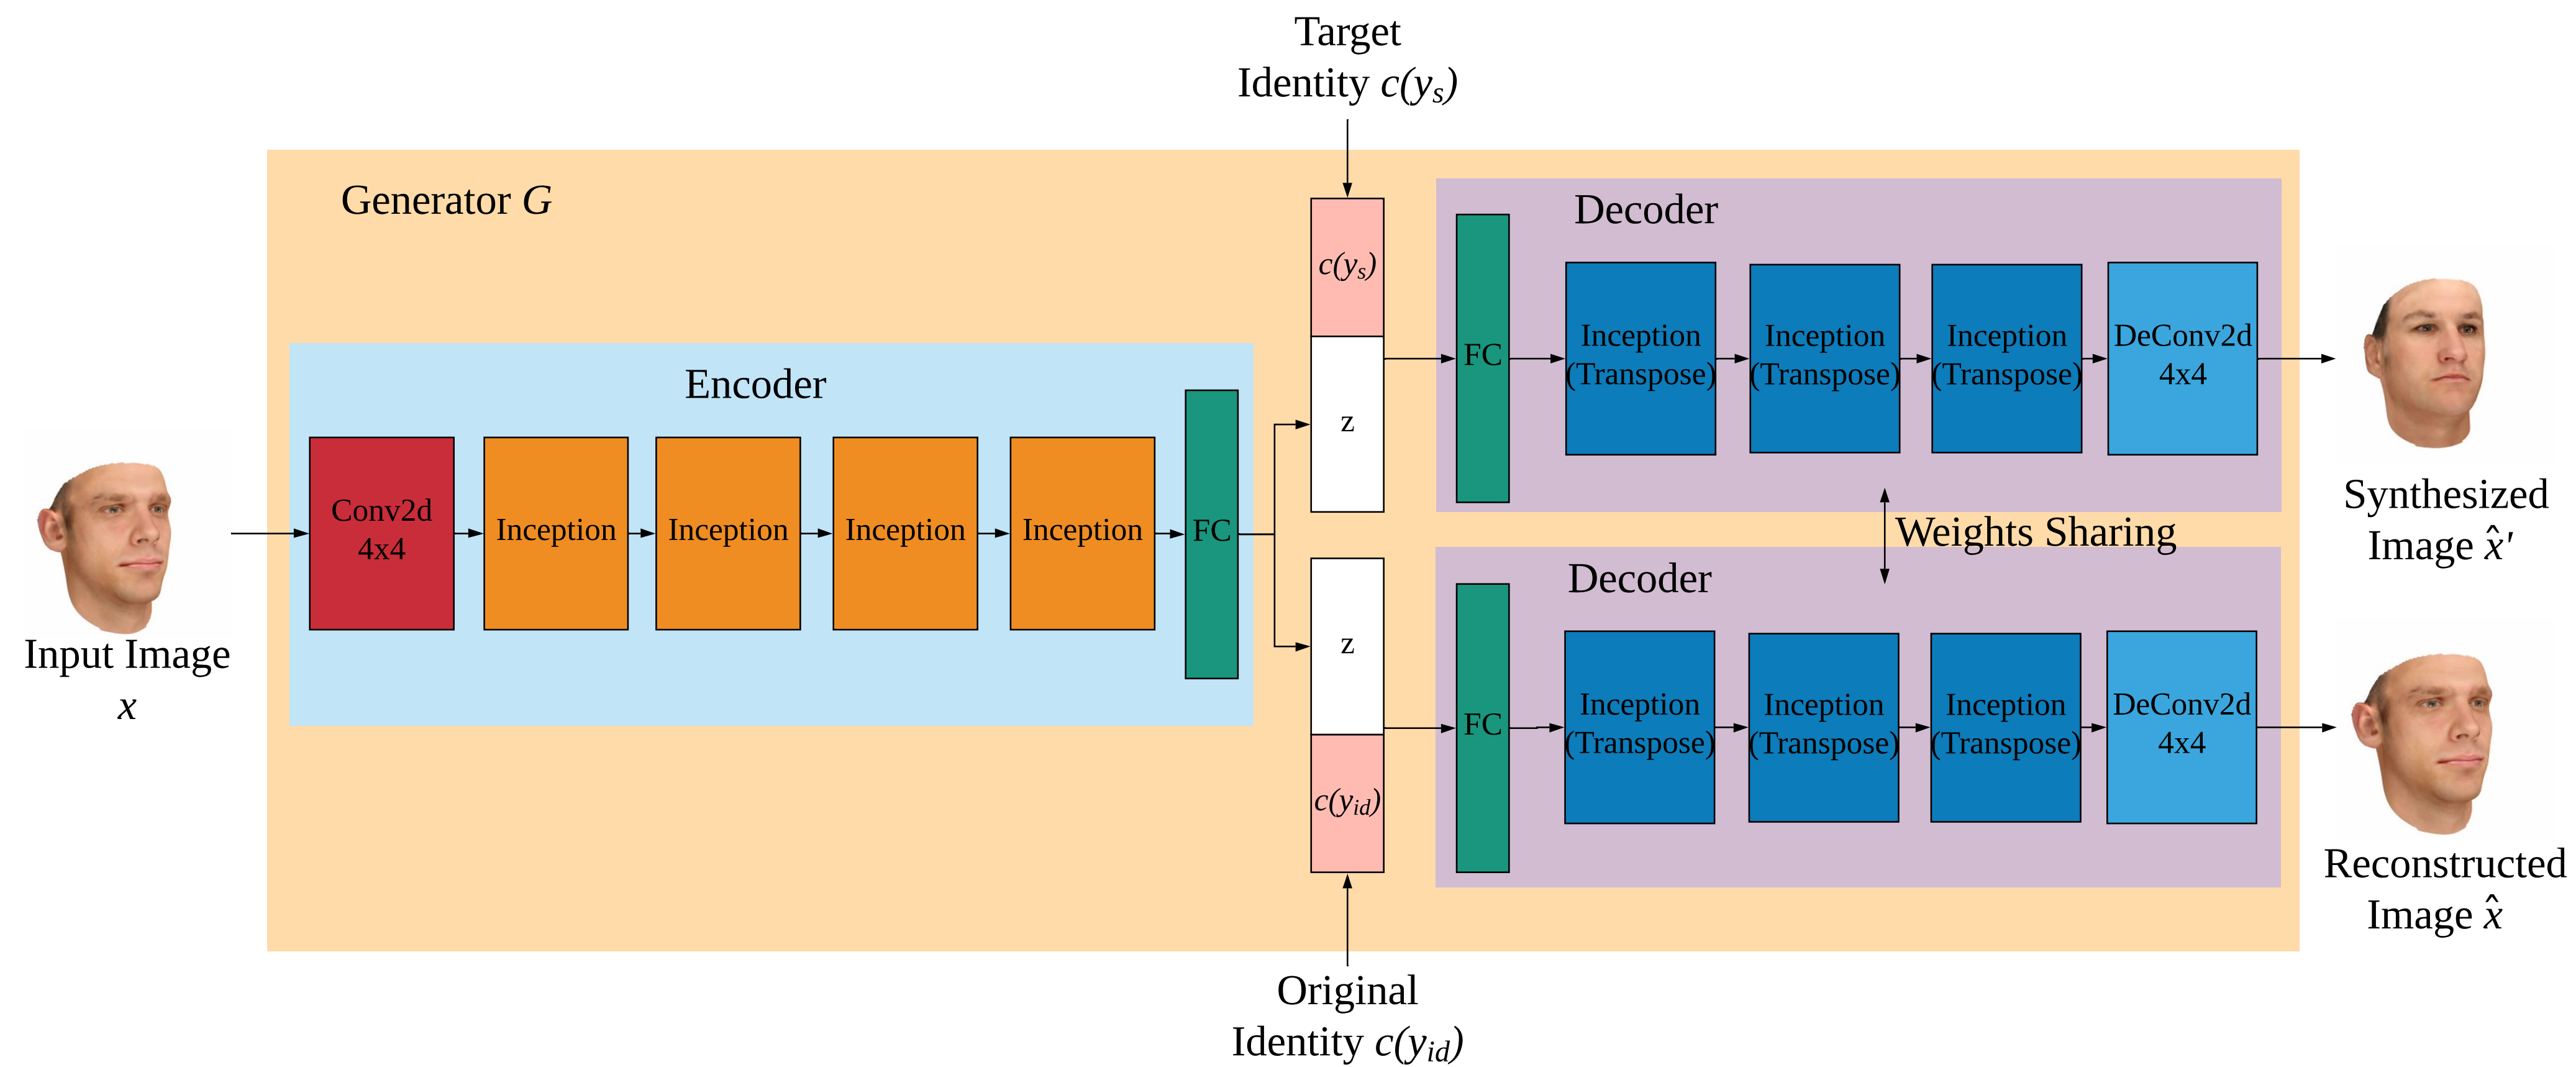 Target
Identity c(yₛ)
Generator G
Encoder
Conv2d
4x4
Inception
Inception
Inception
Inception
FC
c(yₛ)
z
Decoder
FC
Inception
(Transpose)
Inception
(Transpose)
Inception
(Transpose)
DeConv2d
4x4
Weights Sharing
z
c(y_id)
Decoder
FC
Inception
(Transpose)
Inception
(Transpose)
Inception
(Transpose)
DeConv2d
4x4
Input Image
x
Synthesized
Image x̂'
Reconstructed
Image x̂
Original
Identity c(y_id)